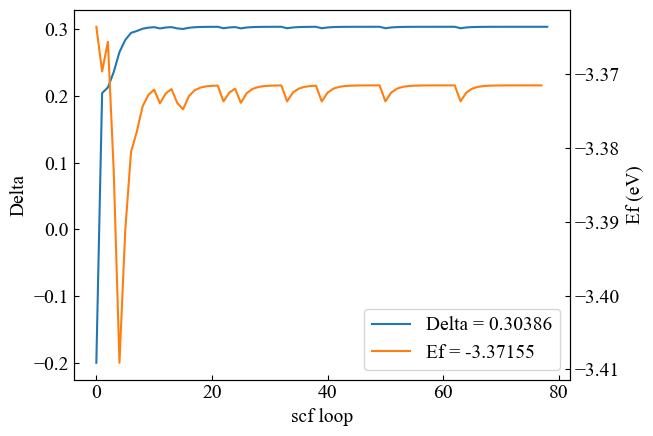 0.3
0.2
0.1
0.0
−0.1
−0.2
Delta
−3.37
−3.38
−3.39
−3.40
−3.41
Ef (eV)
Delta = 0.30386
Ef = -3.37155
0 20 40 60 80
scf loop